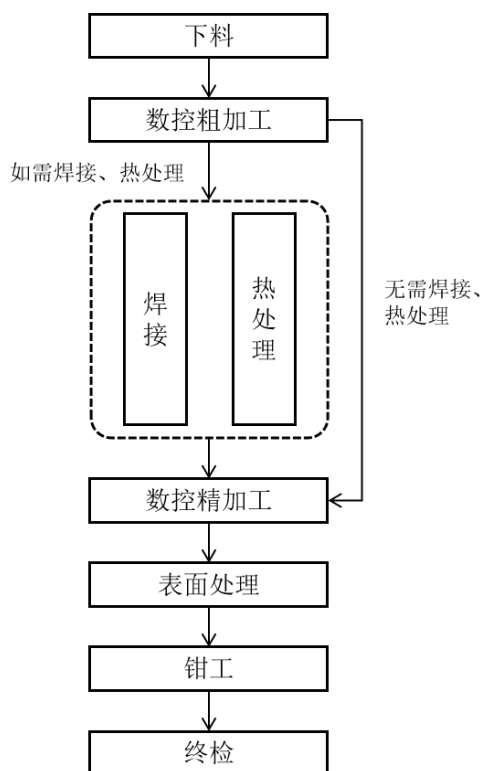 下料
数控粗加工
如需焊接、热处理
焊接
热处理
无需焊接、
热处理
数控精加工
表面处理
钳工
终检